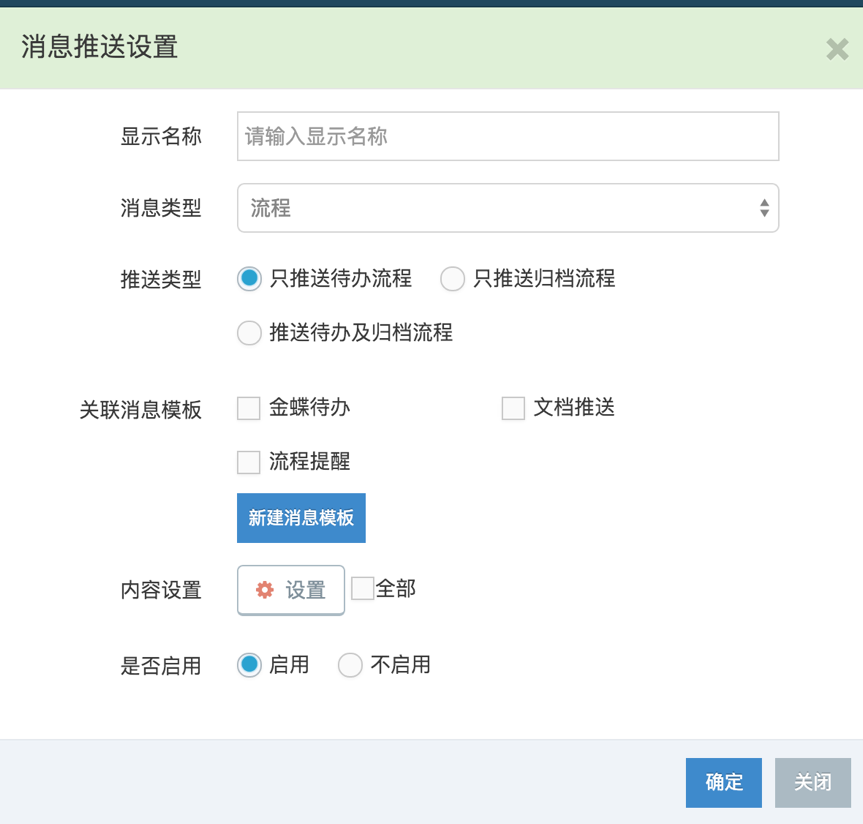 消息推送设置
显示名称 请输入显示名称
消息类型 流程
推送类型 只推送待办流程 只推送归档流程
推送待办及归档流程
关联消息模板 金蝶待办 文档推送
流程提醒
新建消息模板
内容设置 设置 全部
是否启用 启用 不启用
确定 关闭